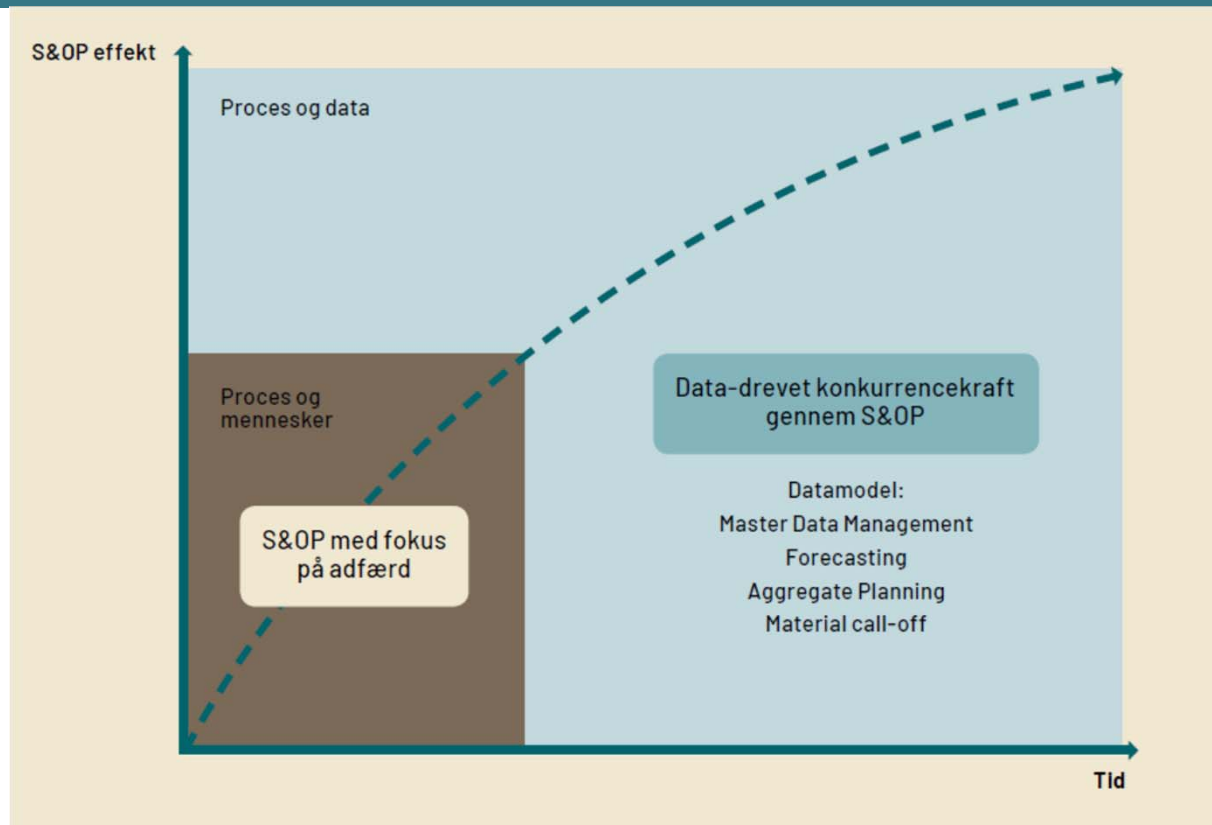 S&OP effekt
Proces og data
Proces og
mennesker
S&OP med fokus
på adfærd
Data-drevet konkurrencekraft
gennem S&OP
Datamodel:
Master Data Management
Forecasting
Aggregate Planning
Material call-off
Tid